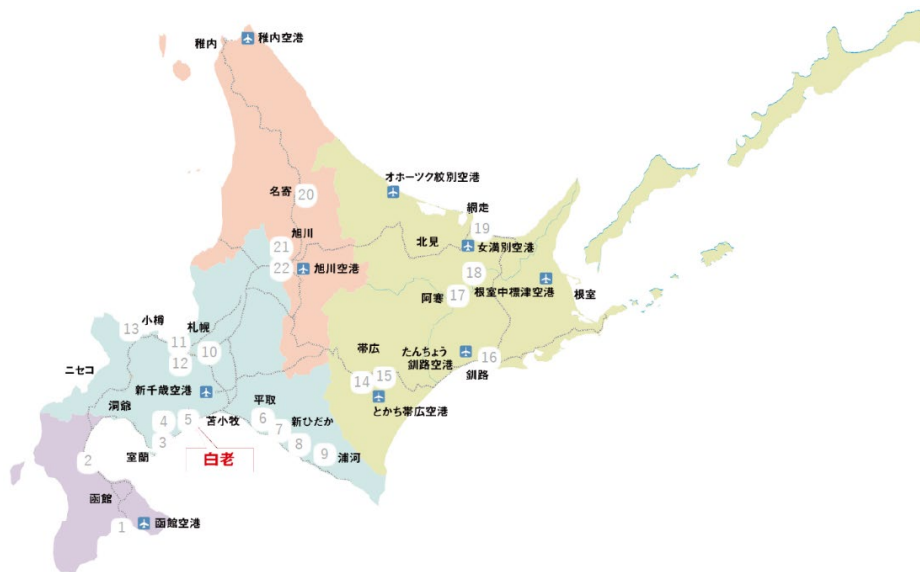 稚内
稚内空港
オホーツク紋別空港
名寄
20
網走
19
旭川
21
北見
女満別空港
22
旭川空港
18
根室中標津空港
根室
阿寒
17
小樽
13
札幌
11
10
12
帯広
たんちょう
釧路空港
16
釧路
ニセコ
新千歳空港
14
15
とかち帯広空港
洞爺
平取
4
5
苫小牧
6
新ひだか
7
3
8
室蘭
白老
9
浦河
2
函館
1
函館空港